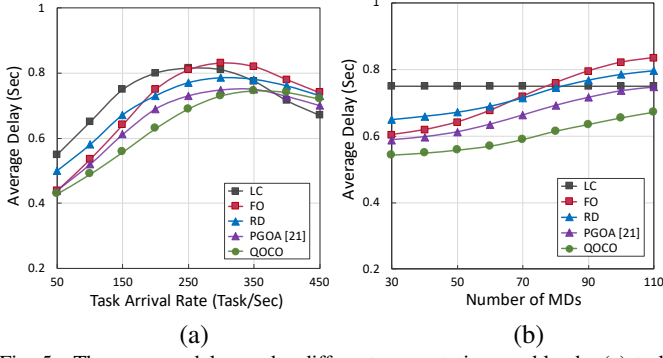 1
0.8
0.6
0.4
0.2
Average Delay (Sec)
50
150
250
350
450
Task Arrival Rate (Task/Sec)
LC
FO
RD
PGOA [21]
QOCO
(a)
1
0.8
0.6
0.4
0.2
Average Delay (Sec)
30
50
70
90
110
Number of MDs
LC
FO
RD
PGOA [21]
QOCO
(b)